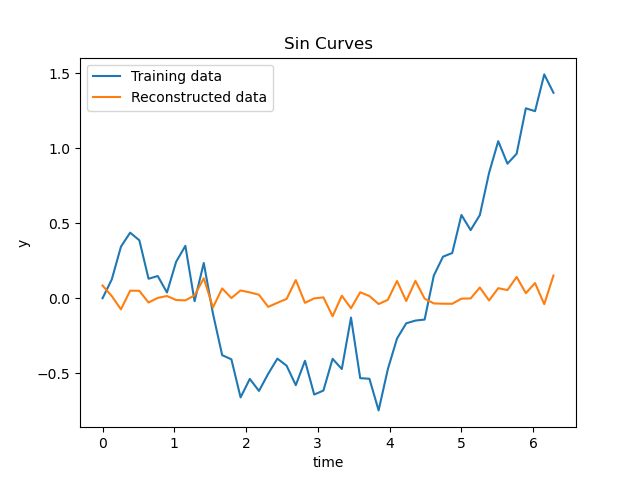 Sin Curves
Training data
Reconstructed data
1.5
1.0
0.5
0.0
−0.5
y
0 1 2 3 4 5 6
time